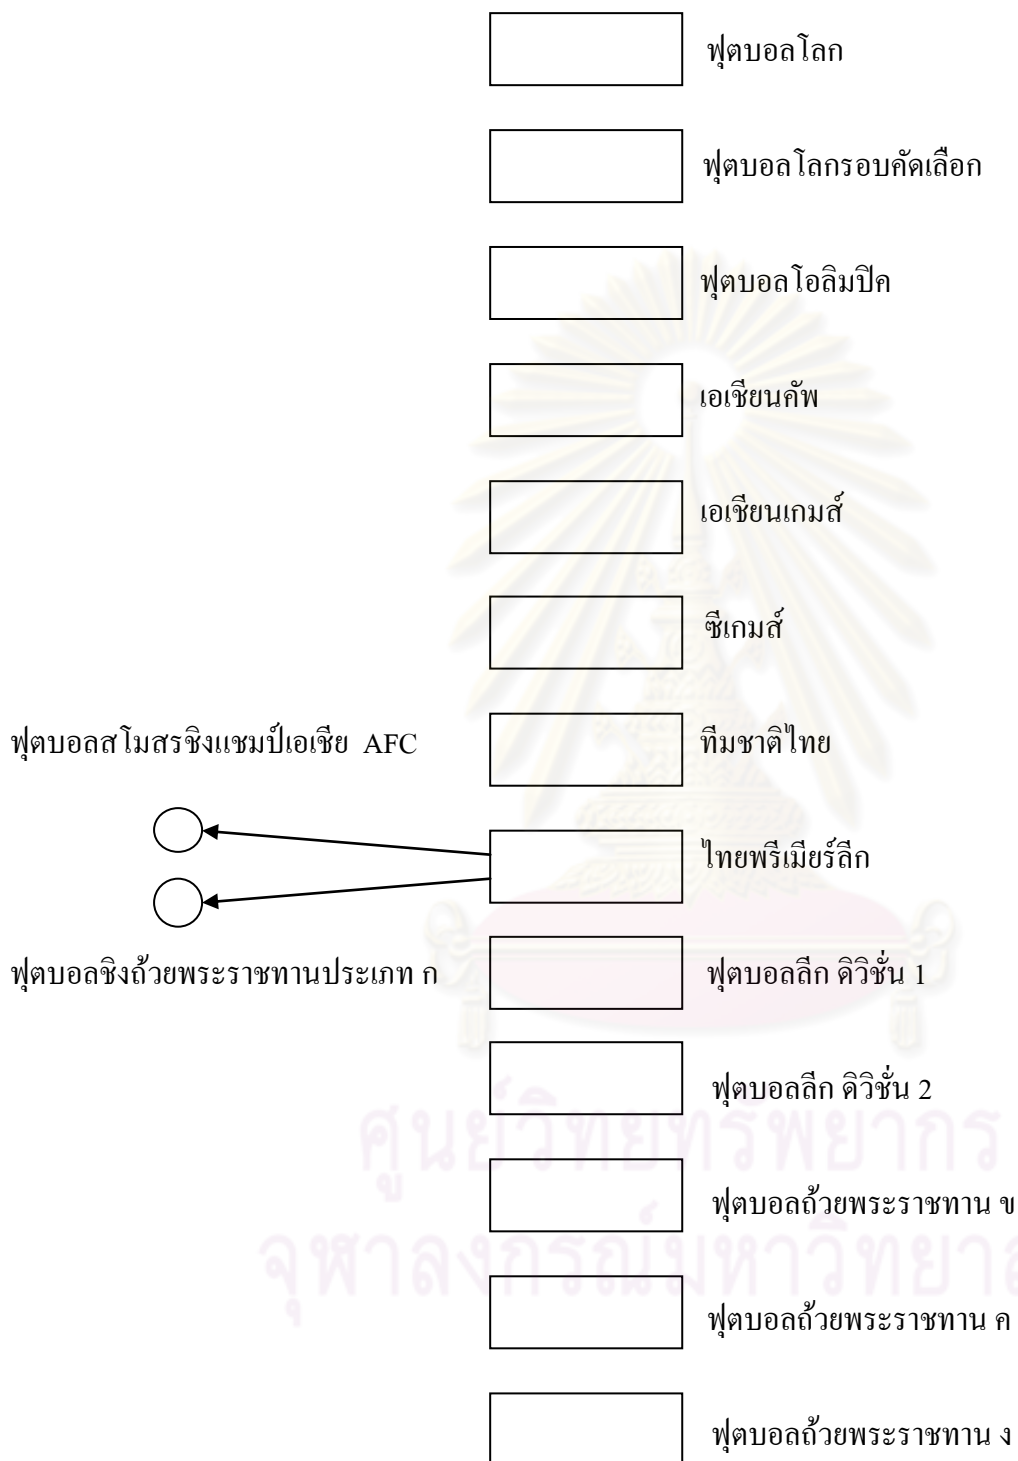 ฟุตบอลโลก
ฟุตบอลโลกรอบคัดเลือก
ฟุตบอลโอลิมปิค
เอเชียนคัพ
เอเชียนเกมส์
ซีเกมส์
ฟุตบอลสโมสรชิงแชมป์เอเชีย AFC
ทีมชาติไทย
ไทยพรีเมียร์ลีก
ฟุตบอลชิงถ้วยพระราชทานประเภท ก
ฟุตบอลลีก ดิวิชั่น 1
ฟุตบอลลีก ดิวิชั่น 2
ศูนย์วิทยทรัพยากร
ฟุตบอลถ้วยพระราชทาน ข
จุฬาลงกรณ์มหาวิทยาล
ฟุตบอลถ้วยพระราชทาน ค
ฟุตบอลถ้วยพระราชทาน ง